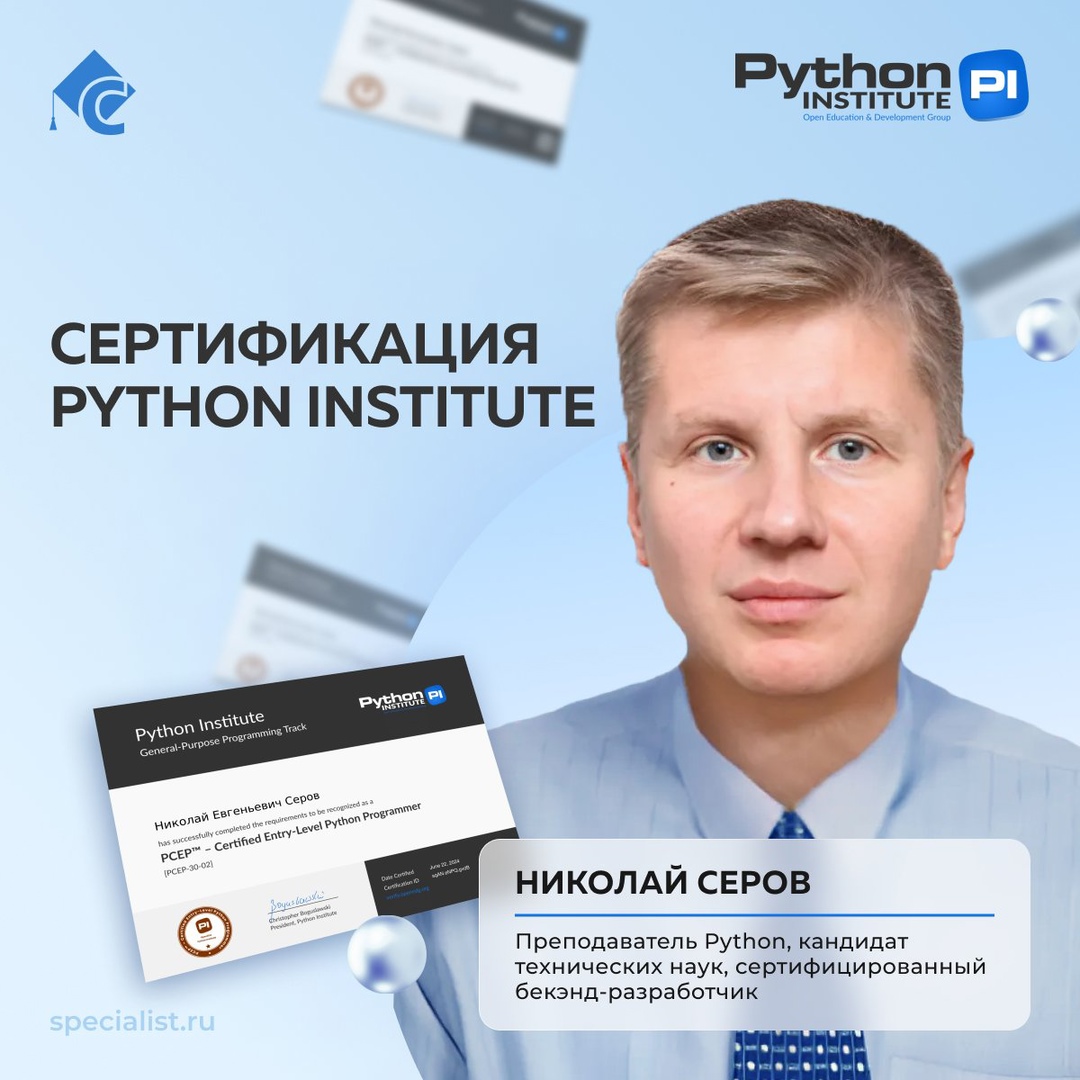 Python
INSTITUTE
PI
Open Education & Development Group
СЕРТИФИКАЦИЯ
PYTHON INSTITUTE
Python Institute
General-Purpose Programming Track
Python
INSTITUTE
PI
Николай Евгеньевич Серов
has successfully completed the requirements to be recognized as a
PCEP™ – Certified Entry-Level Python Programmer
(PCEP-30-02)
PI
Christopher Boguslawski
President, Python Institute
Date Certified June 22, 2024
Certification ID
НИКОЛАЙ СЕРОВ
Преподаватель Python, кандидат
технических наук, сертифицированный
бекэнд-разработчик
specialist.ru